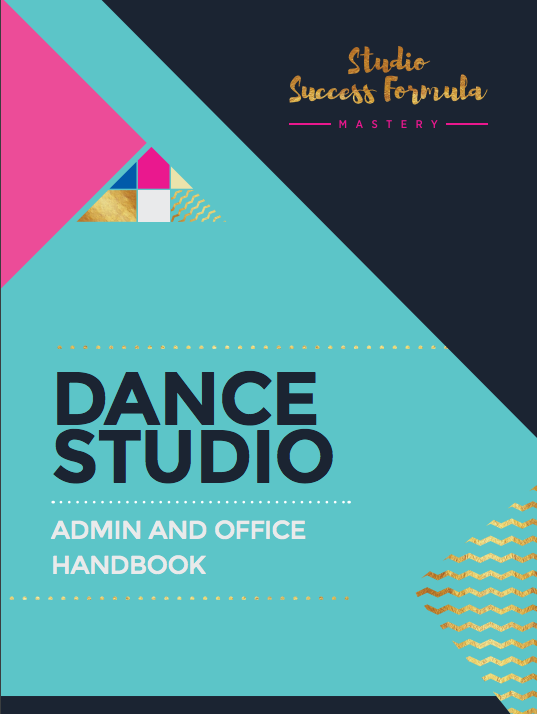 Studio
Success Formula
MASTERY
DANCE
STUDIO
ADMIN AND OFFICE
HANDBOOK